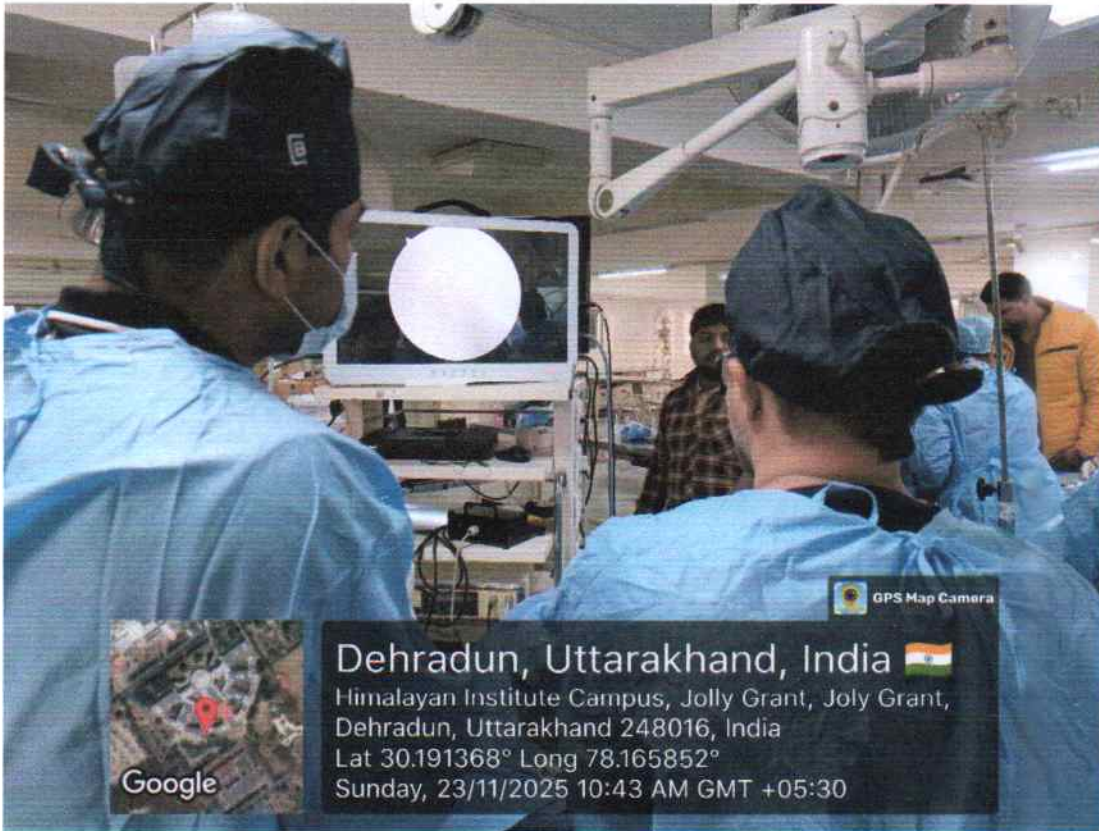 GPS Map Camera
Dehradun, Uttarakhand, India
Himalayan Institute Campus, Jolly Grant, Joly Grant,
Dehradun, Uttarakhand 248016, India
Lat 30.191368° Long 78.165852°
Sunday, 23/11/2025 10:43 AM GMT +05:30
Google